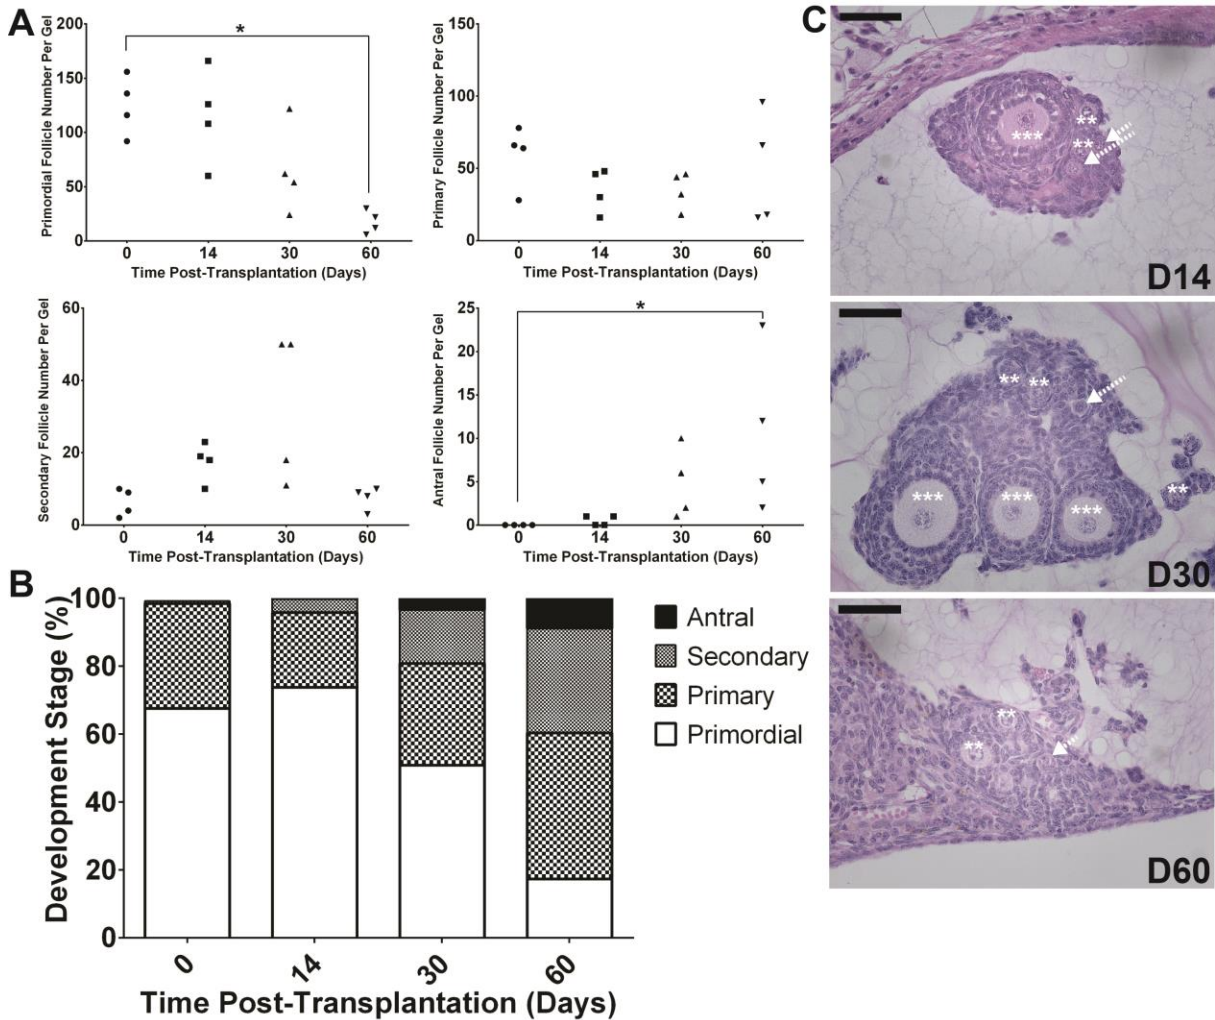 A
Primordial Follicle Number Per Gel
200
150
100
50
0
*
0 14 30 60
Time Post-Transplantation (Days)
Primary Follicle Number Per Gel
150
100
50
0
0 14 30 60
Time Post-Transplantation (Days)
Secondary Follicle Number Per Gel
60
40
20
0
0 14 30 60
Time Post-Transplantation (Days)
Antral Follicle Number Per Gel
25
20
15
10
5
0
*
0 14 30 60
Time Post-Transplantation (Days)
B
Development Stage (%)
100
80
60
40
20
0
0 14 30 60
Time Post-Transplantation (Days)
Antral
Secondary
Primary
Primordial
C
**
***
**
D14
** **
**
*** *** ***
D30
**
**
D60